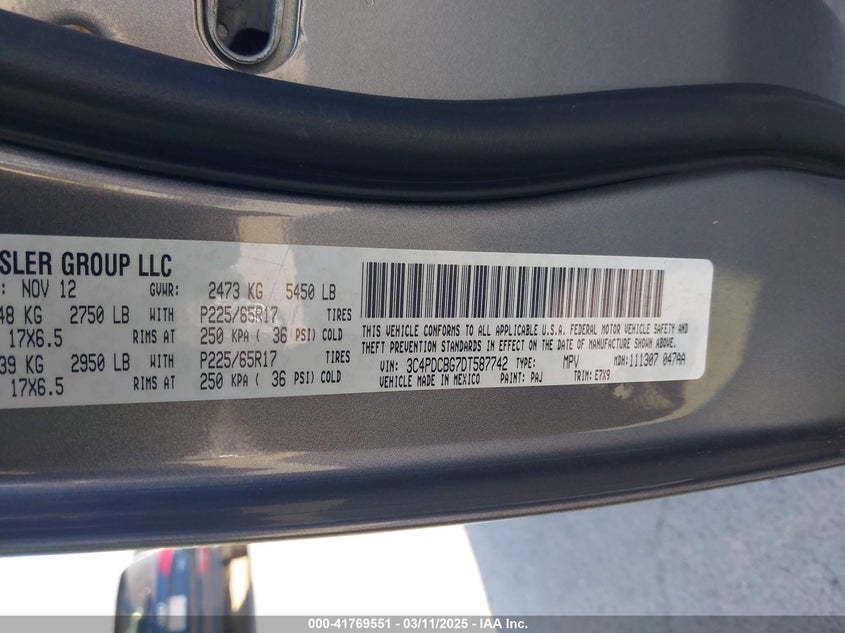 SLER GROUP LLC
: NOV 12 GVWR: 2473 KG 5450 LB
48 KG 2750 LB WITH P225/65R17 TIRES
17X6.5 RIMS AT 250 KPA ( 36 PSI) COLD
39 KG 2950 LB WITH P225/65R17 TIRES
17X6.5 RIMS AT 250 KPA ( 36 PSI) COLD
THIS VEHICLE CONFORMS TO ALL APPLICABLE U.S.A. FEDERAL MOTOR VEHICLE SAFETY AND
THEFT PREVENTION STANDARDS IN EFFECT ON THE DATE OF MANUFACTURE SHOWN ABOVE.
VIN: 3C4PDCBG7DT587742 TYPE: MPV MDH:111307 047AA
VEHICLE MADE IN MEXICO PAINT: PAJ TRIM: E7X9
000-41769551 — 03/11/2025 — IAA Inc.